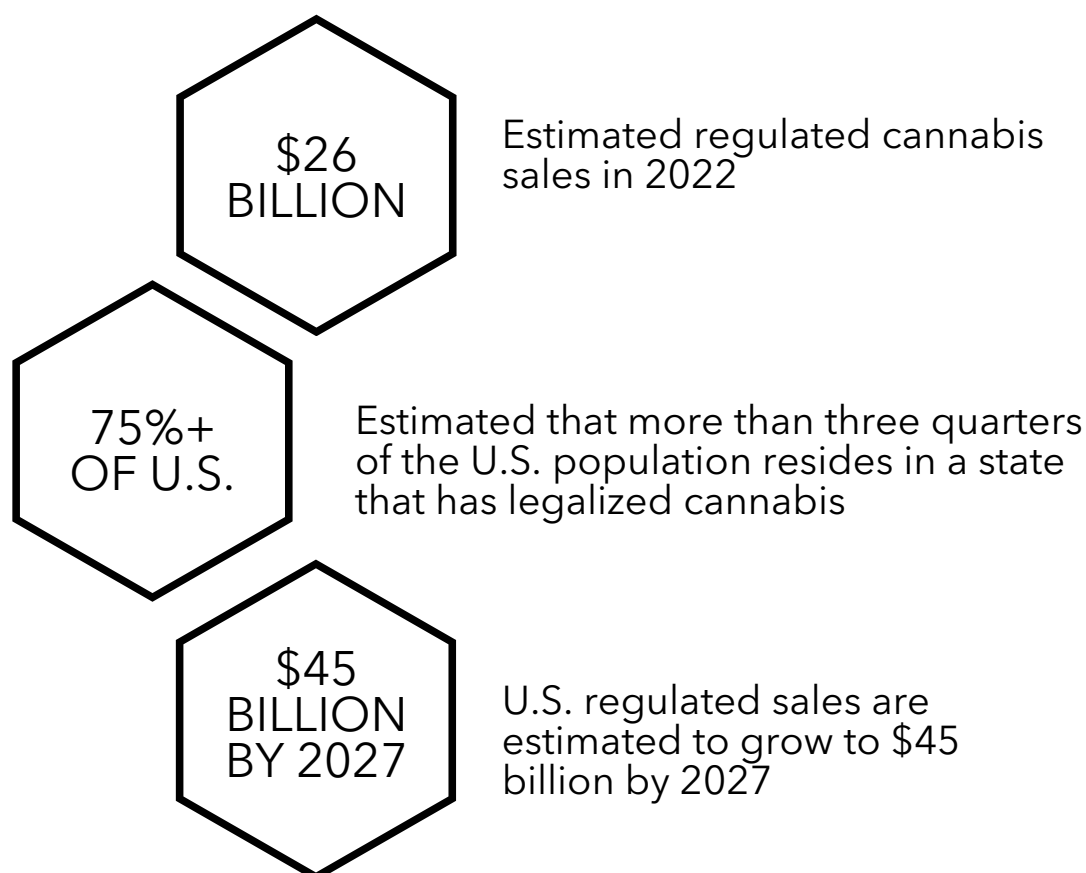 $26
BILLION
Estimated regulated cannabis
sales in 2022
75%+
OF U.S.
Estimated that more than three quarters
of the U.S. population resides in a state
that has legalized cannabis
$45
BILLION
BY 2027
U.S. regulated sales are
estimated to grow to $45
billion by 2027